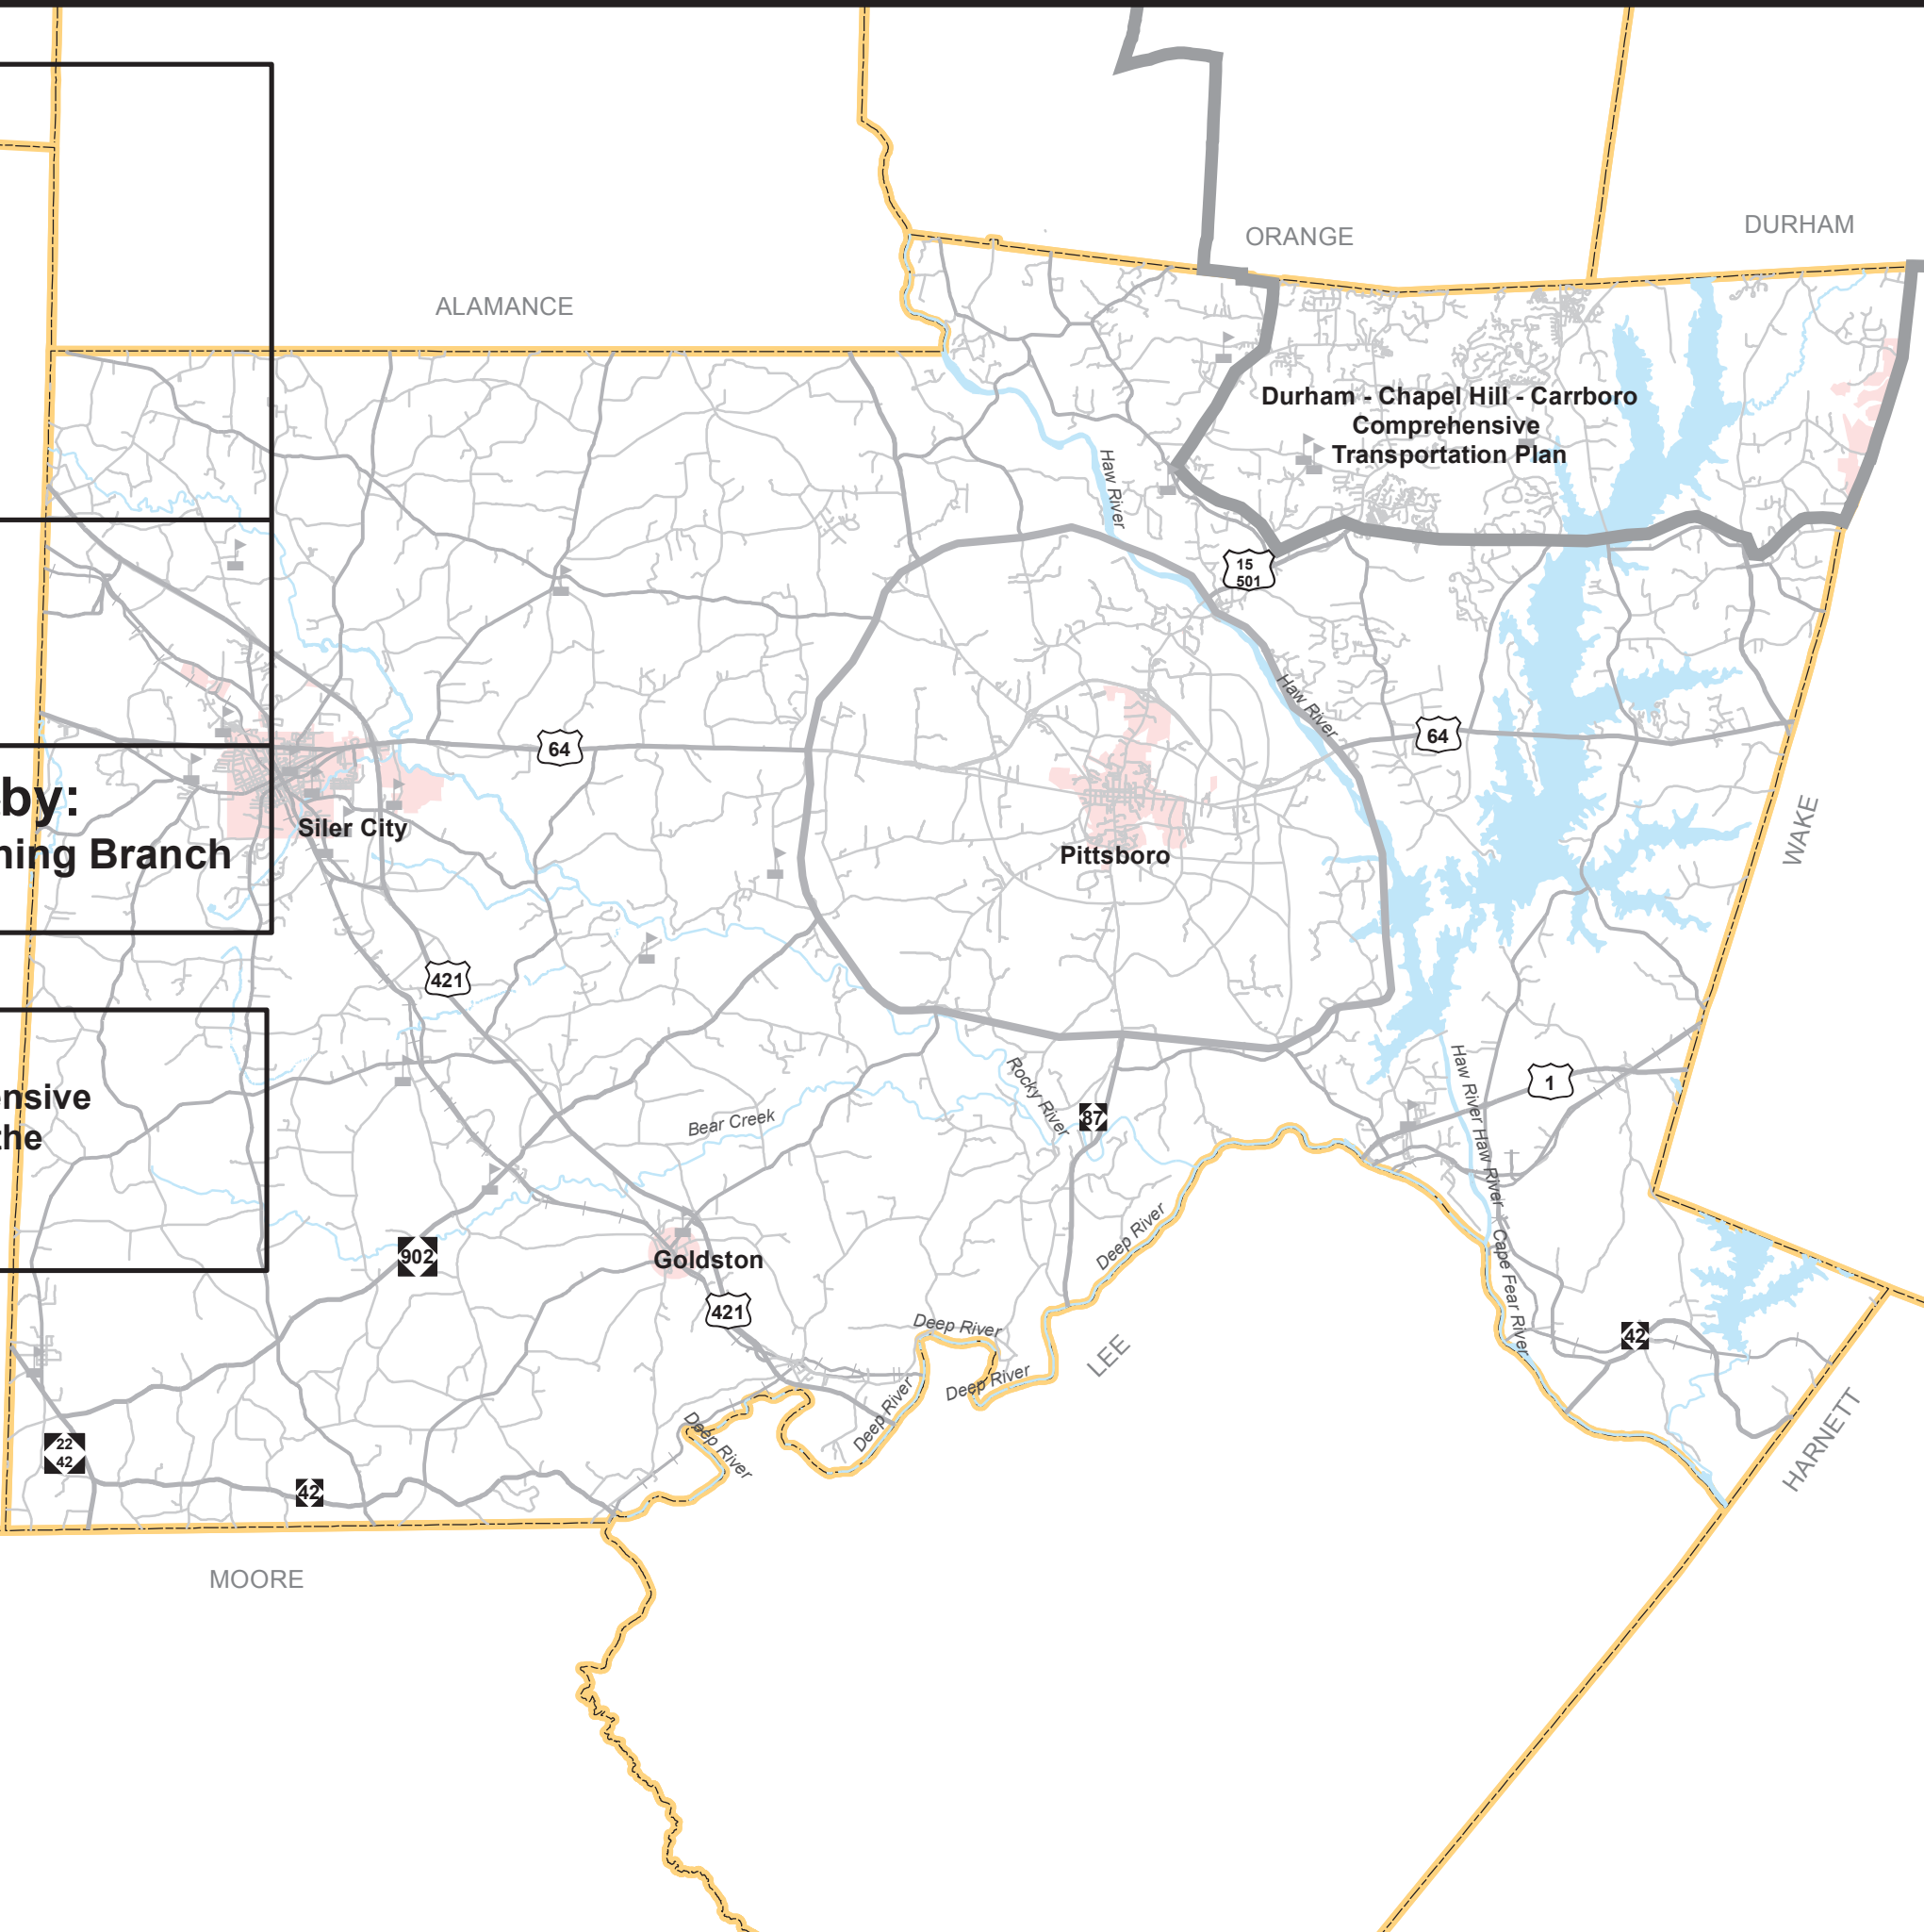 ORANGE
DURHAM
ALAMANCE
Durham - Chapel Hill - Carrboro
Comprehensive
Transportation Plan
Haw River
15
501
Haw River
64
64
by:
ning Branch
Siler City
Pittsboro
WAKE
421
ensive
the
Haw River
Haw River
Rocky River
1
87
Bear Creek
902
Goldston
Deep River
Cape Fear River
421
Deep River
42
LEE
Deep River
Deep River
Deep River
22
42
42
HARNETT
MOORE